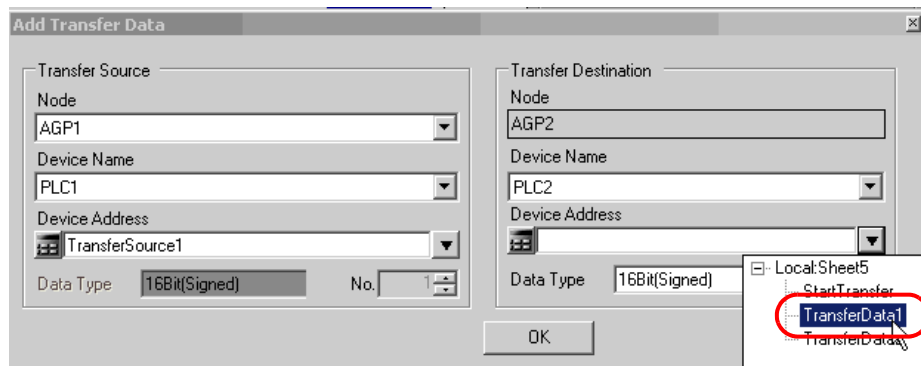 Add Transfer Data
Transfer Source
Node
AGP1
Device Name
PLC1
Device Address
TransferSource1
Data Type 16Bit(Signed) No. 1
Transfer Destination
Node
AGP2
Device Name
PLC2
Device Address
Data Type 16Bit(Signed)
Local:Sheet5
StartTransfer
TransferData1
OK